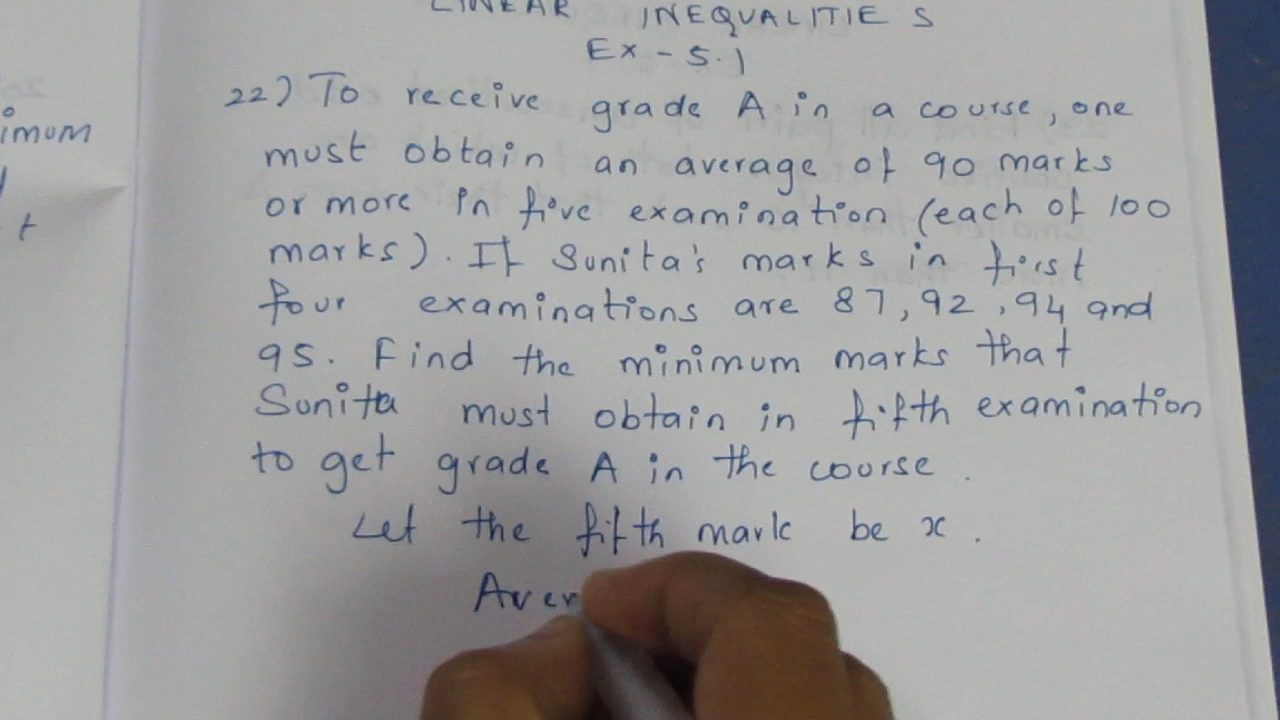 LINEAR INEQUALITIES
Ex - 5.1
22) To receive grade A in a course, one
must obtain an average of 90 marks
or more in five examination (each of 100
marks). If Sunita's marks in first
four examinations are 87, 92, 94 and
95. Find the minimum marks that
Sunita must obtain in fifth examination
to get grade A in the course.
Let the fifth mark be x.
Aver
imum
t